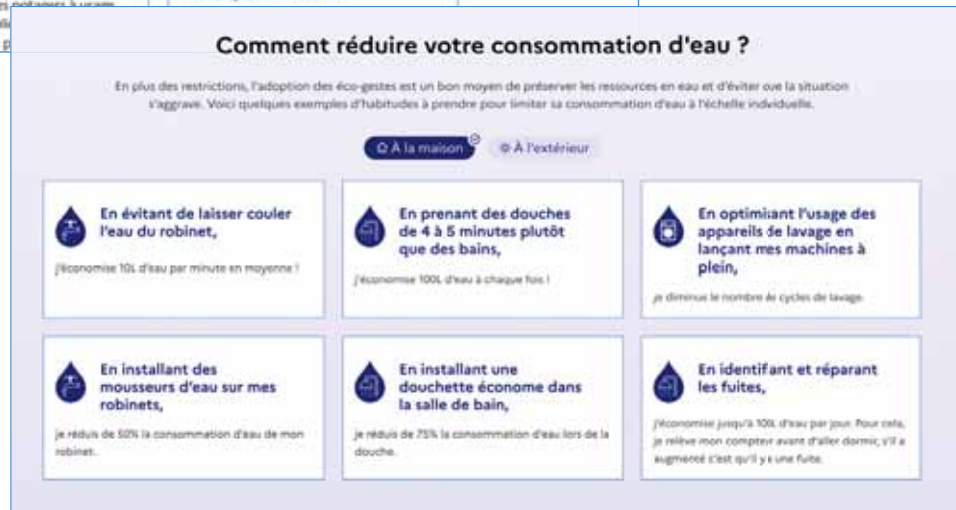 es potagers à usage
Comment réduire votre consommation d'eau ?
En plus des restrictions, l'adoption des éco-gestes est un bon moyen de préserver les ressources en eau et d'éviter que la situation
s'aggrave. Voici quelques exemples d'habitudes à prendre pour limiter sa consommation d'eau à l'échelle individuelle.
À la maison
À l'extérieur
En évitant de laisser couler
l'eau du robinet,
j'économise 10L d'eau par minute en moyenne !
En prenant des douches
de 4 à 5 minutes plutôt
que des bains,
j'économise 100L d'eau à chaque fois !
En optimisant l'usage des
appareils de lavage en
lançant mes machines à
plein,
je diminue le nombre de cycles de lavage.
En installant des
mousseurs d'eau sur mes
robinets,
je réduis de 50% la consommation d'eau de mon
robinet.
En installant une
douchette économe dans
la salle de bain,
je réduis de 75% la consommation d'eau lors de la
douche.
En identifant et réparant
les fuites,
j'économise jusqu'à 10L d'eau par jour. Pour cela,
je relève mon compteur avant d'aller dormir, s'il a
augmenté c'est qu'il y a une fuite.